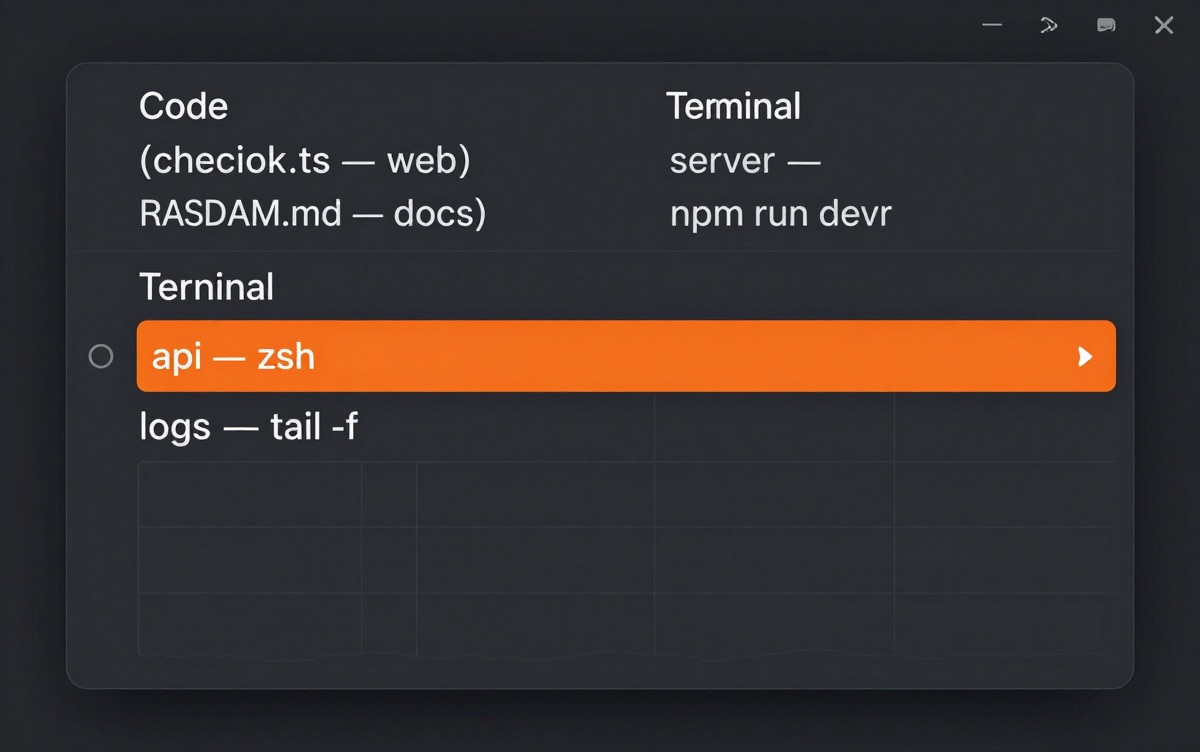 Code
(checiok.ts — web)
RASDAM.md — docs)
Terminal
server —
npm run devr
Terninal
api — zsh
logs — tail -f